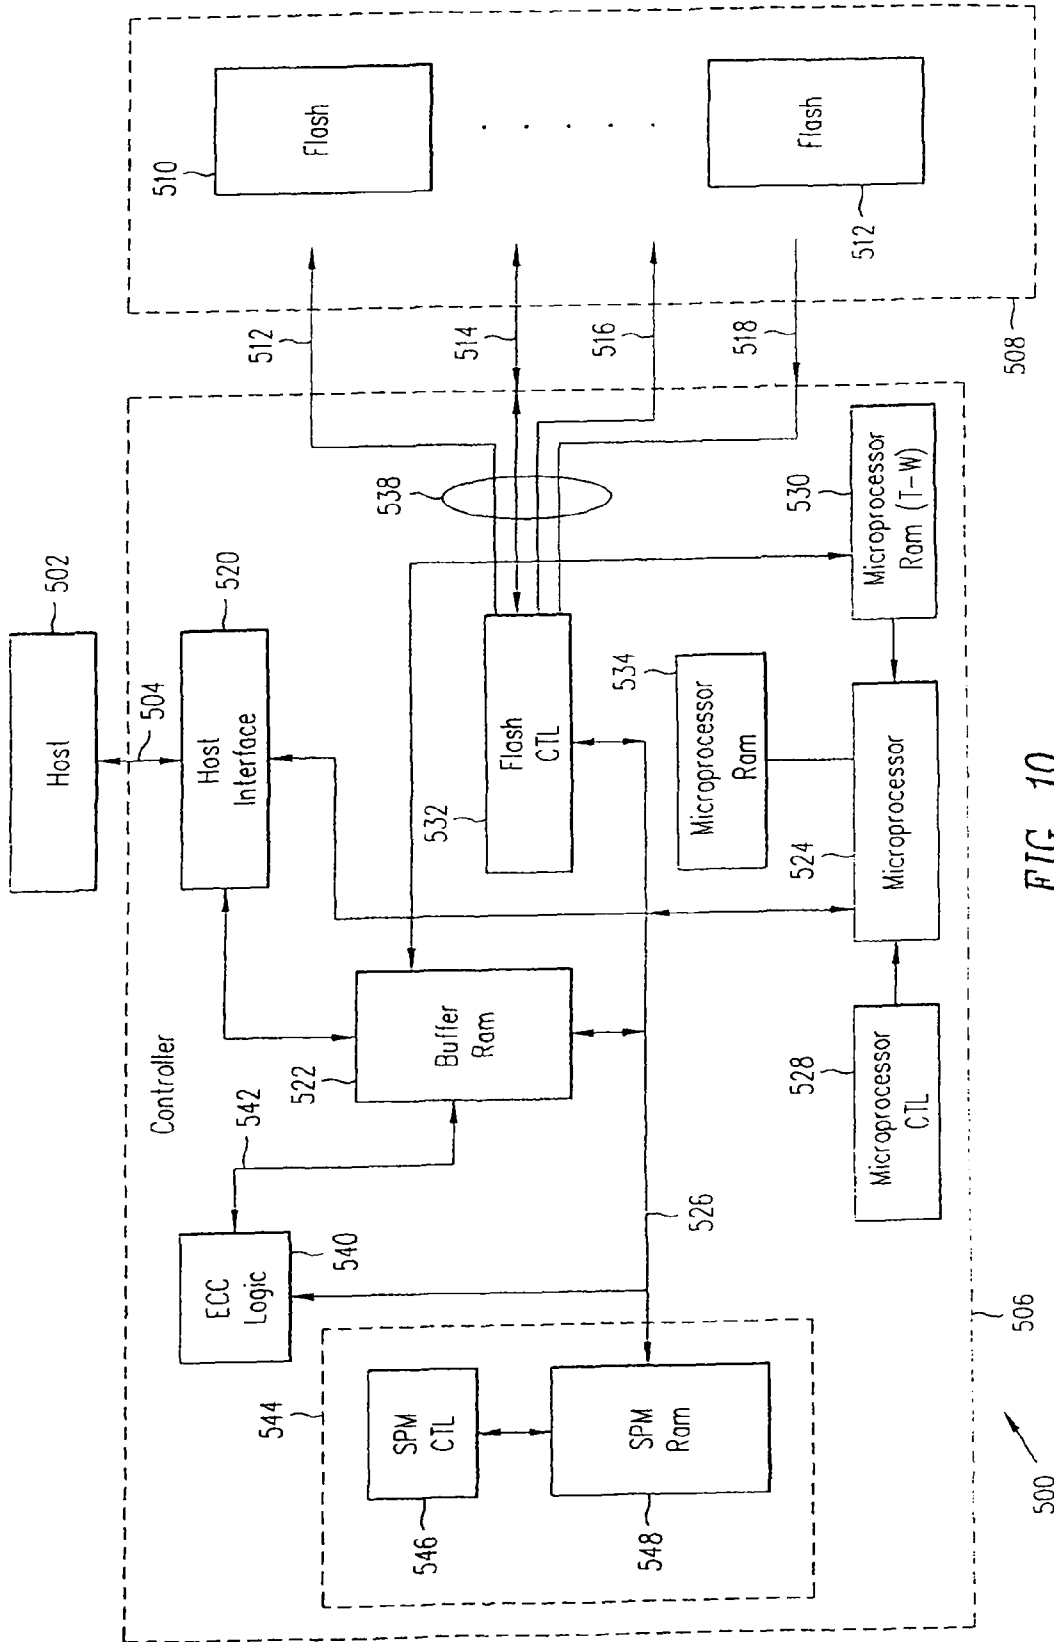 502
Host
504
520
Host
Interface
Controller
542
ECC
Logic
540
522
Buffer
Ram
532
Flash
CTL
538
512
514
516
518
510
Flash
. . . . . .
Flash
512
508
544
SPM
CTL
546
SPM
Ram
548
526
534
Microprocessor
Ram
530
Microprocessor
Ram (T-W)
524
Microprocessor
528
Microprocessor
CTL
506
500
FIG. 10